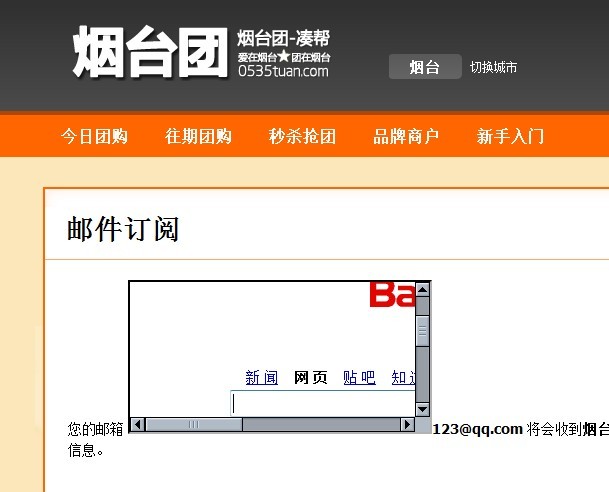 烟台团
烟台团-凑帮
爱在烟台★团在烟台
0535tuan.com
烟台 切换城市
今日团购 往期团购 秒杀抢团 品牌商户 新手入门
邮件订阅
Ba
新闻 网页 贴吧 知道
您的邮箱 123@qq.com 将会收到烟台
信息。